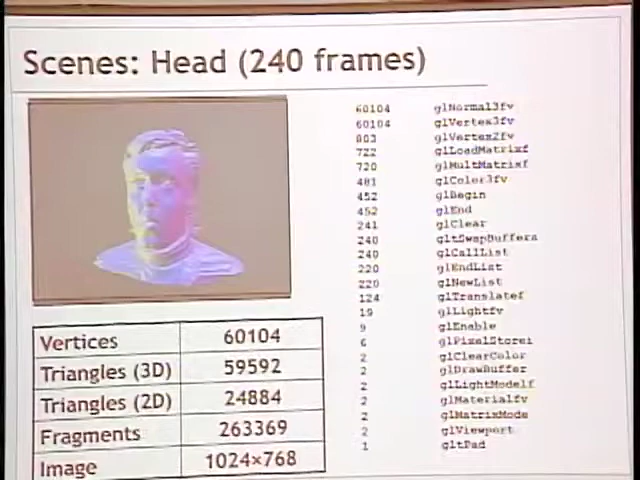 Scenes: Head (240 frames)
60104 glNormal3fv
60104 glVertex3fv
803 glVertex2fv
722 glLoadMatrixf
720 glMultMatrixf
481 glColor3fv
452 glBegin
452 glEnd
241 glClear
240 gltSwapBuffers
240 glCallList
220 glEndList
220 glNewList
124 glTranslatef
19 glLightfv
9 glEnable
6 glPixelStorei
2 glClearColor
2 glDrawBuffer
2 glLightModelf
2 glMaterialfv
2 glMatrixMode
2 glViewport
1 gltPad
Vertices 60104
Triangles (3D) 59592
Triangles (2D) 24884
Fragments 263369
Image 1024×768